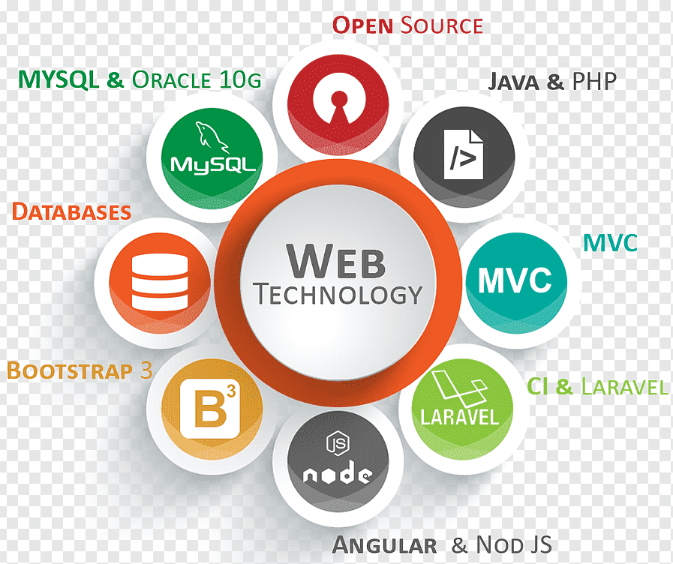 Open Source
MYSQL & Oracle 10g
Java & PHP
MySQL
</>
Databases
MVC
MVC
Web
Technology
Bootstrap 3
B3
CI & Laravel
LARAVEL
JS
node
Angular & Nod JS